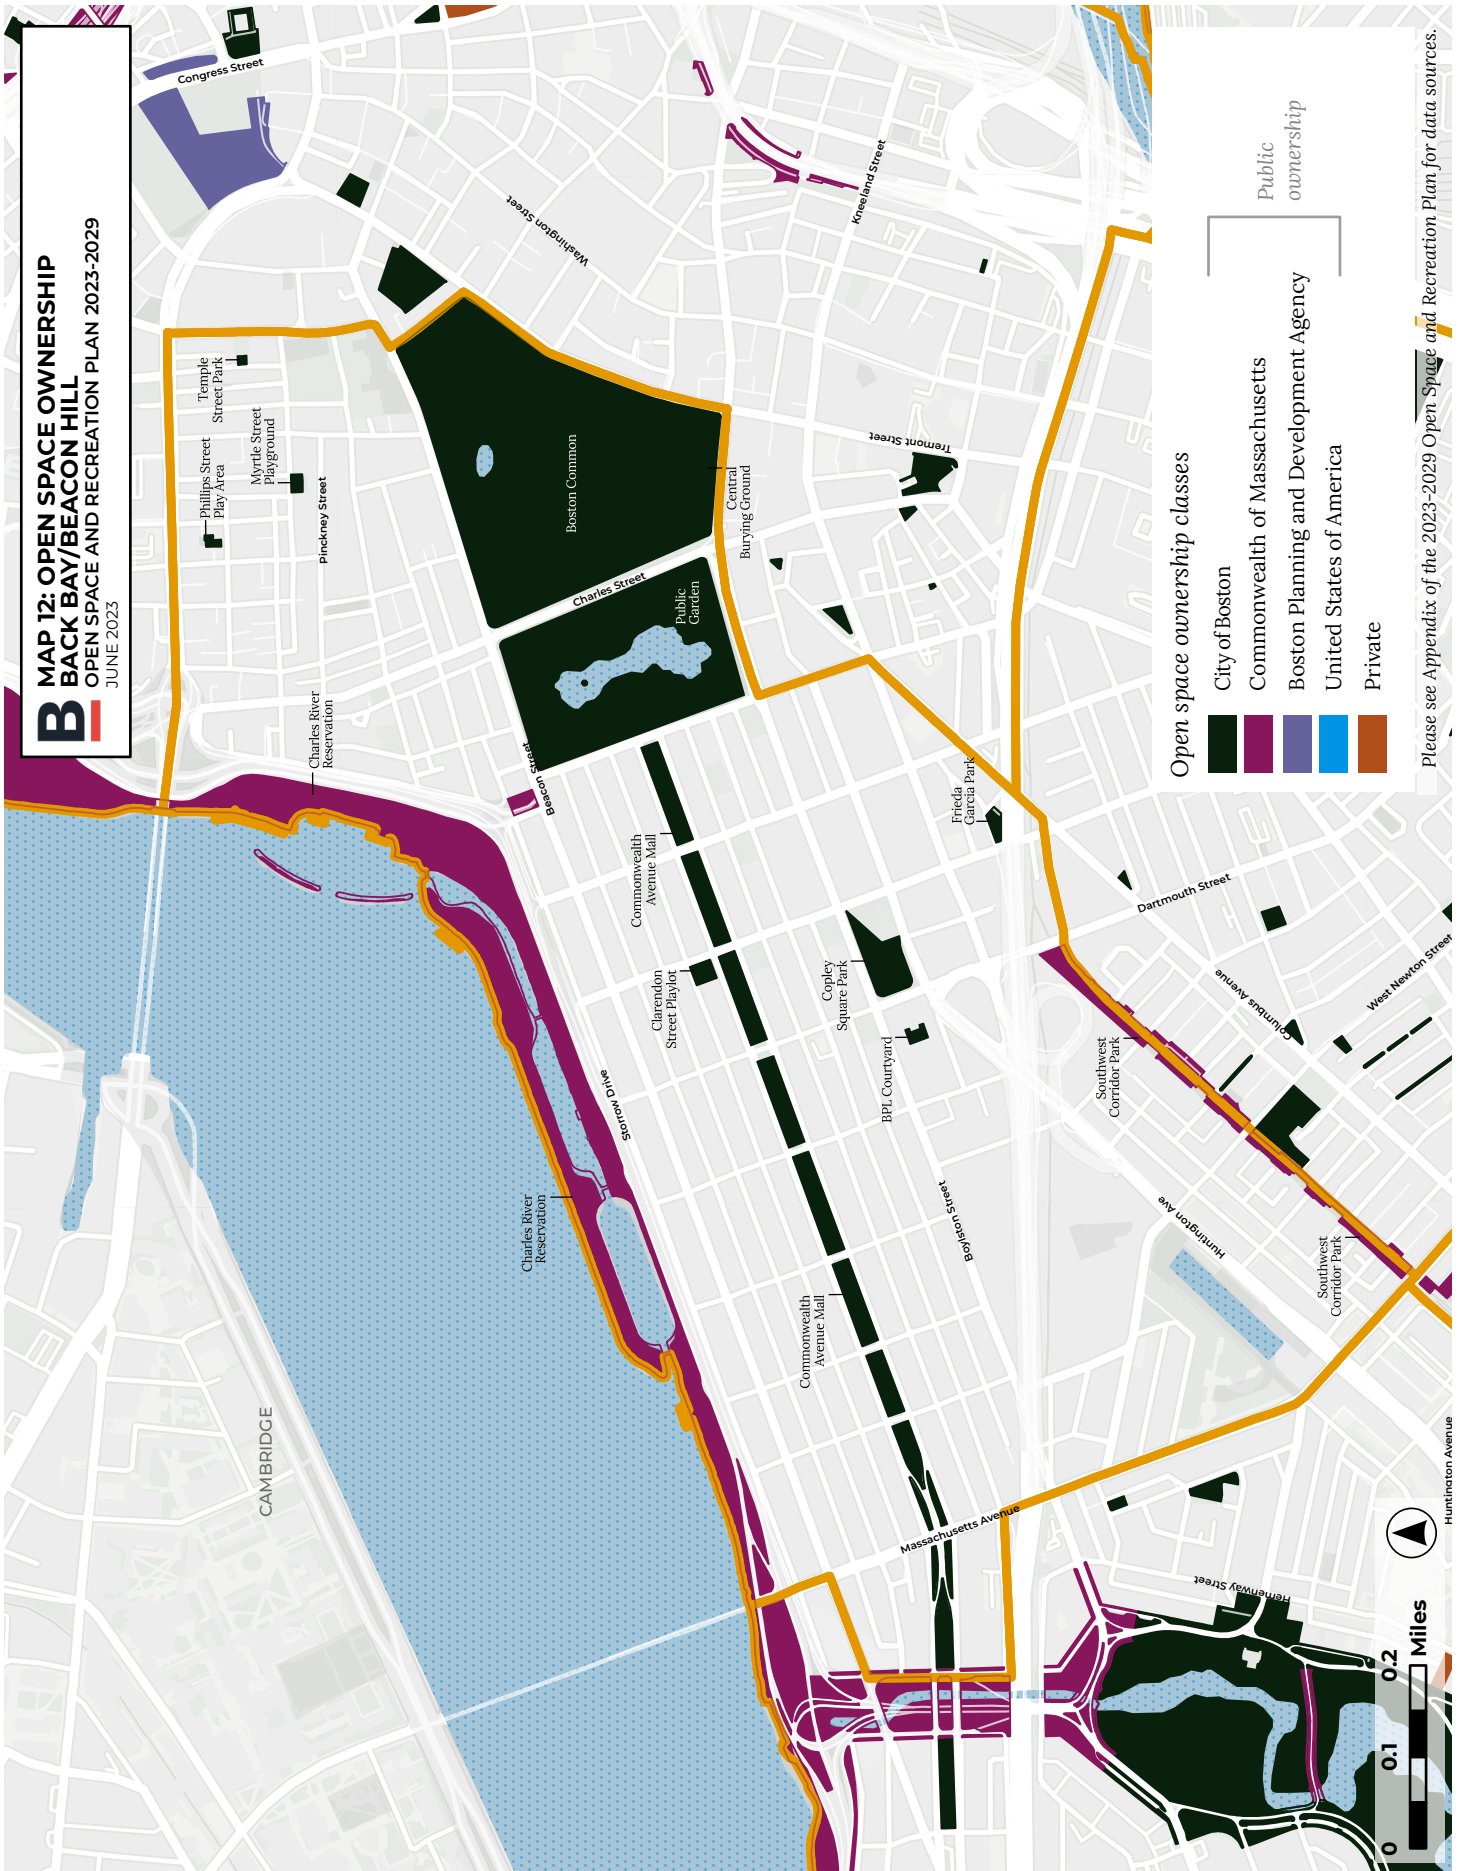 B
MAP 12: OPEN SPACE OWNERSHIP
BACK BAY/BEACON HILL
OPEN SPACE AND RECREATION PLAN 2023-2029
JUNE 2023
Congress Street
Washington Street
Kneeland Street
Temple
Street Park
Phillips Street
Play Area
Myrtle Street
Playground
Pinckney Street
Boston Common
Central
Burying Ground
Tremont Street
Charles Street
Public
Garden
Charles River
Reservation
Beacon Street
Commonwealth
Avenue Mall
Frieda
Garcia Park
Clarendon
Street Playlot
Copley
Square Park
BPL Courtyard
Dartmouth Street
Columbus Avenue
West Newton Street
Southwest
Corridor Park
Storrow Drive
Charles River
Reservation
Boylston Street
Huntington Ave
Southwest
Corridor Park
Commonwealth
Avenue Mall
CAMBRIDGE
Massachusetts Avenue
Hemenway Street
Huntington Avenue
Open space ownership classes
City of Boston
Commonwealth of Massachusetts
Boston Planning and Development Agency
United States of America
Private
Public
ownership
Please see Appendix of the 2023-2029 Open Space and Recreation Plan for data sources.
0 0.1 0.2
Miles